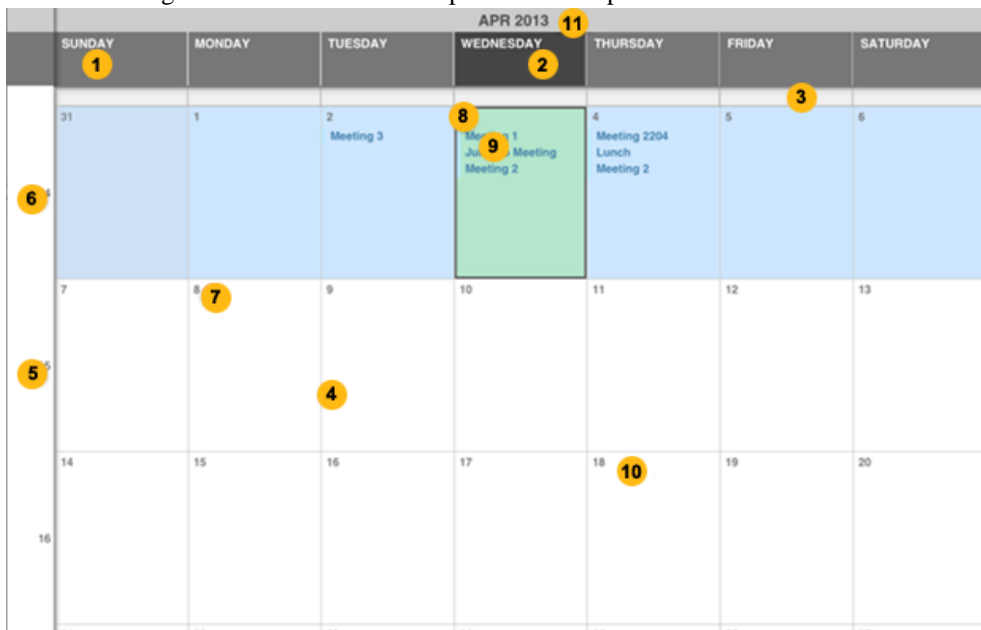 APR 2013 11
SUNDAY MONDAY TUESDAY WEDNESDAY THURSDAY FRIDAY SATURDAY
1 2
3
31 1 2 8 4 5 6
Meeting 3 1 Meeting 2204
9 Meeting Lunch
Meeting 2 Meeting 2
6
7 8 7 9 10 11 12 13
5
4
14 15 16 17 18 10 19 20
16